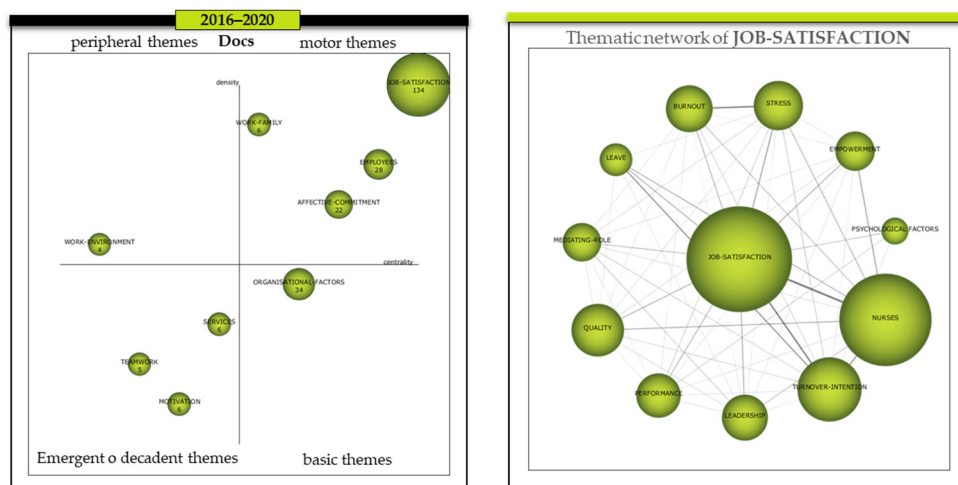 2016–2020
peripheral themes Docs motor themes
density
JOB-SATISFACTION
134
WORK-FAMILY
6
EMPLOYEES
28
AFFECTIVE-COMMITMENT
22
WORK-ENVIRONMENT
4
centrality
ORGANISATIONAL-FACTORS
34
SERVICES
6
TEAMWORK
5
MOTIVATION
6
Emergent o decadent themes basic themes
Thematic network of JOB-SATISFACTION
BURNOUT
STRESS
EMPOWERMENT
LEAVE
PSYCHOLOGICAL FACTORS
MEDIATING-ROLE
JOB-SATISFACTION
NURSES
QUALITY
TURNOVER-INTENTION
PERFORMANCE
LEADERSHIP